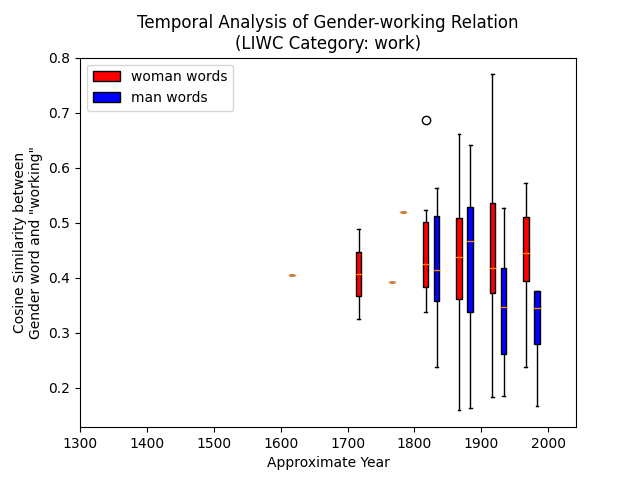 Temporal Analysis of Gender-working Relation
(LIWC Category: work)
woman words
man words
Cosine Similarity between
Gender word and "working"
0.8
0.7
0.6
0.5
0.4
0.3
0.2
1300 1400 1500 1600 1700 1800 1900 2000
Approximate Year